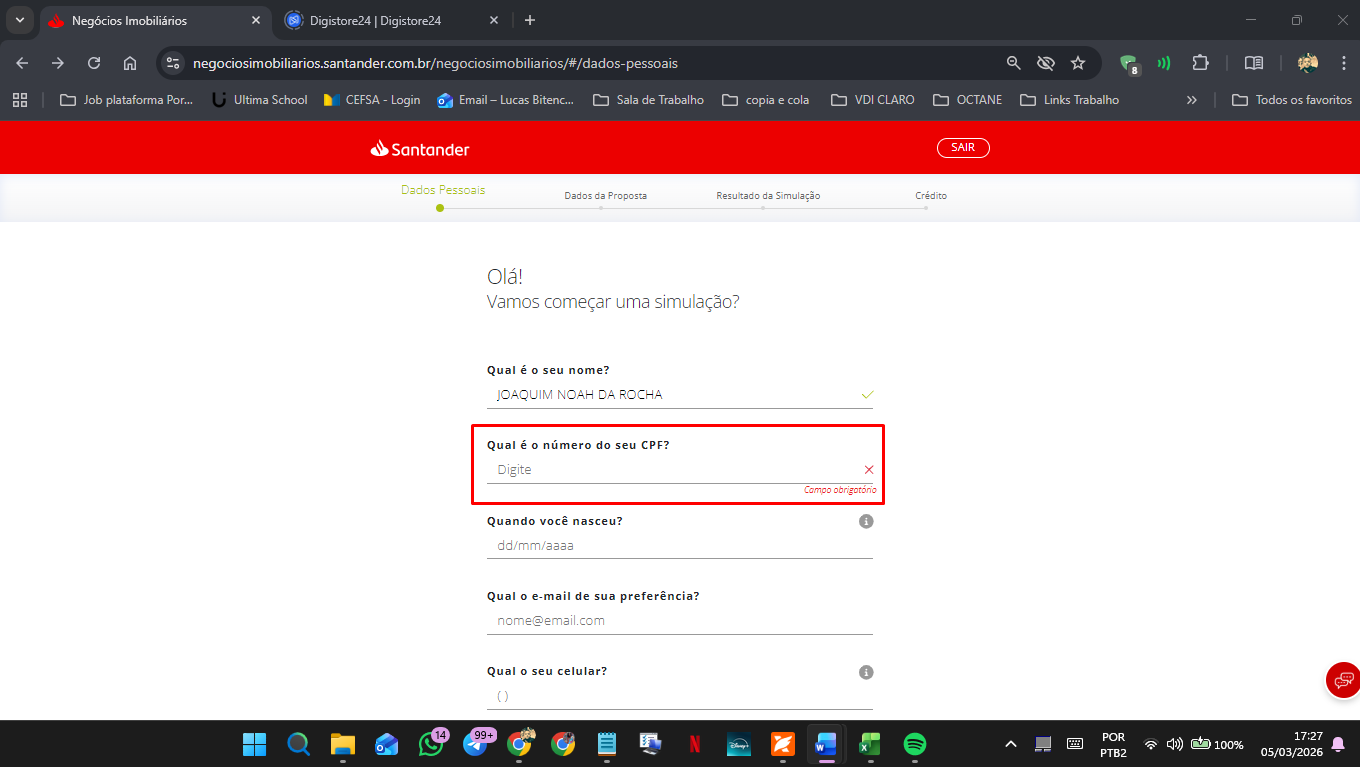 Negócios Imobiliários
Digistore24 | Digistore24
negociosimobiliarios.santander.com.br/negociosimobiliarios/#/dados-pessoais
8
Job plataforma Por...
Ultima School
CEFSA - Login
Email – Lucas Bitenc...
Sala de Trabalho
copia e cola
VDI CLARO
OCTANE
Links Trabalho
Todos os favoritos
Santander
SAIR
Dados Pessoais
Dados da Proposta
Resultado da Simulação
Crédito
Olá!
Vamos começar uma simulação?
Qual é o seu nome?
JOAQUIM NOAH DA ROCHA
Qual é o número do seu CPF?
Digite
Campo obrigatório
Quando você nasceu?
dd/mm/aaaa
Qual o e-mail de sua preferência?
nome@email.com
Qual o seu celular?
( )
14
99+
N
Disney+
W
X
POR
PTB2
100%
17:27
05/03/2026